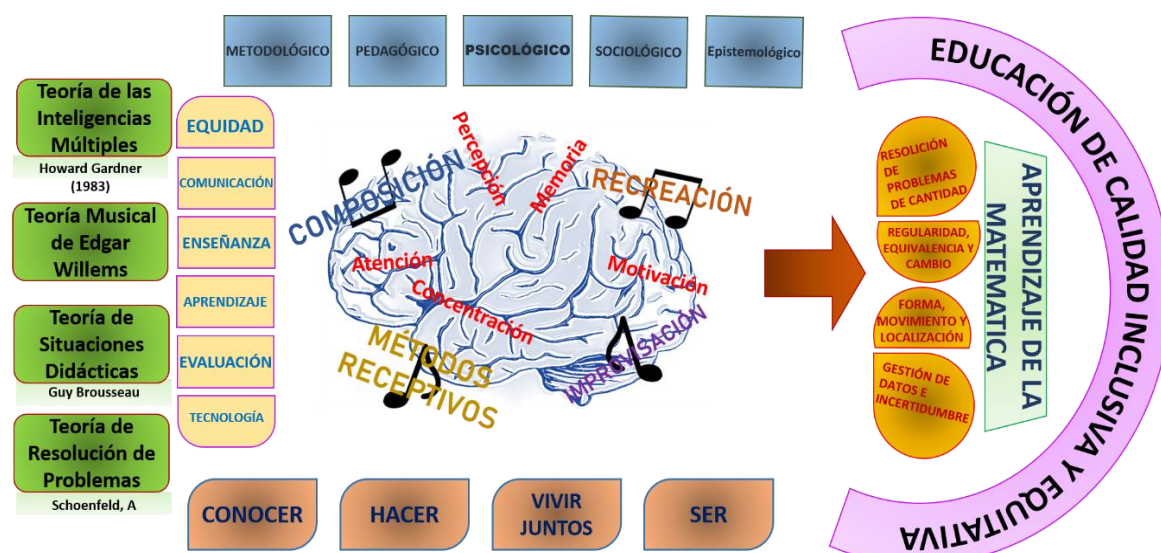 METODOLÓGICO
PEDAGÓGICO
PSICOLÓGICO
SOCIOLÓGICO
Epistemológico
Teoría de las
Inteligencias
Múltiples
Howard Gardner
(1983)
Teoría Musical
de Edgar
Willems
Teoría de
Situaciones
Didácticas
Guy Brousseau
Teoría de
Resolución de
Problemas
Schoenfeld, A
EQUIDAD
COMUNICACIÓN
ENSEÑANZA
APRENDIZAJE
EVALUACIÓN
TECNOLOGÍA
COMPOSICIÓN
Percepción
Memoria
RECREACIÓN
Atención
Concentración
Motivación
MÉTODOS
RECEPTIVOS
IMPROVISACIÓN
CONOCER
HACER
VIVIR
JUNTOS
SER
RESOLICIÓN
DE
PROBLEMAS
DE CANTIDAD
REGULARIDAD,
EQUIVALENCIA Y
CAMBIO
FORMA,
MOVIMIENTO Y
LOCALIZACIÓN
GESTIÓN DE
DATOS E
INCERTIDUMBRE
APRENDIZAJE DE LA
MATEMATICA
EDUCACIÓN DE CALIDAD INCLUSIVA Y EQUITATIVA